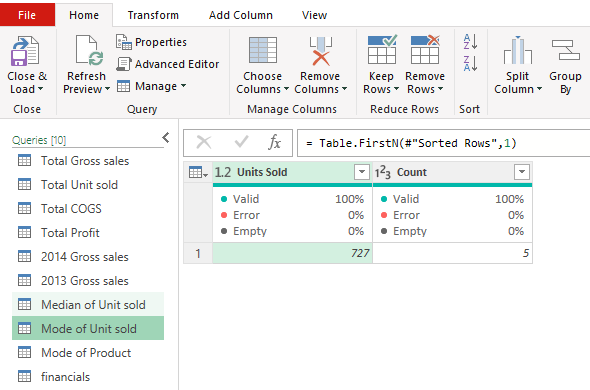 File Home Transform Add Column View
Properties
Advanced Editor
Manage
Close & Load
Refresh Preview
Choose Columns
Remove Columns
Keep Rows
Remove Rows
A Z
Z A
Split Column
Group By
Close Query Manage Columns Reduce Rows Sort
Queries [10]
Total Gross sales
Total Unit sold
Total COGS
Total Profit
2014 Gross sales
2013 Gross sales
Median of Unit sold
Mode of Unit sold
Mode of Product
financials
fx = Table.FirstN(#"Sorted Rows",1)
1.2 Units Sold 1²3 Count
Valid 100% Valid 100%
Error 0% Error 0%
Empty 0% Empty 0%
1 727 5